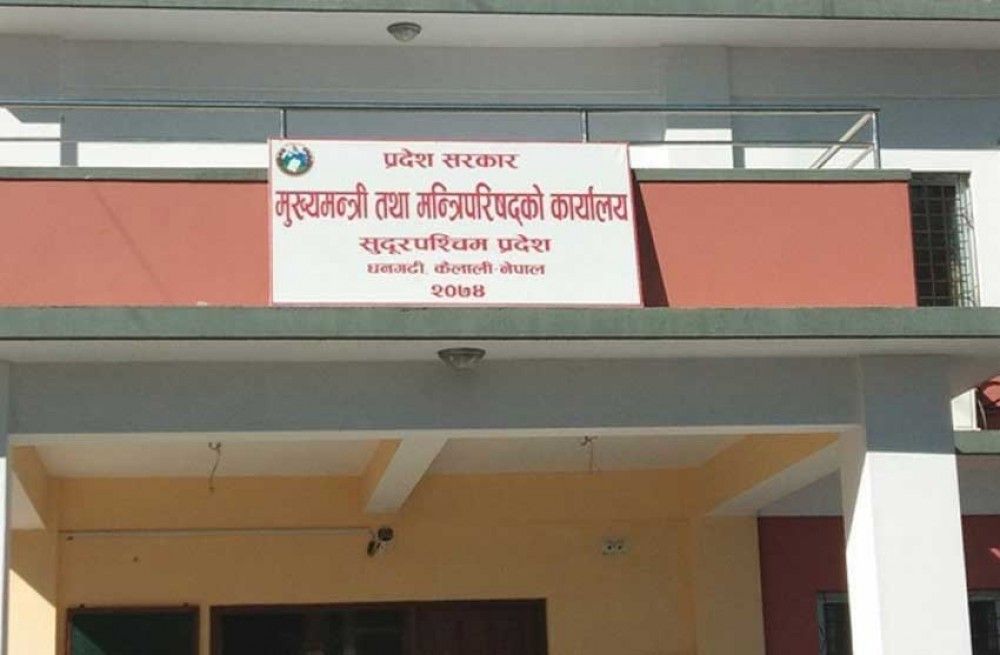 प्रदेश सरकार
मुख्यमन्त्री तथा मन्त्रिपरिषद्को कार्यालय
सुदूरपश्चिम प्रदेश
धनगढी, कैलाली-नेपाल
२०७४